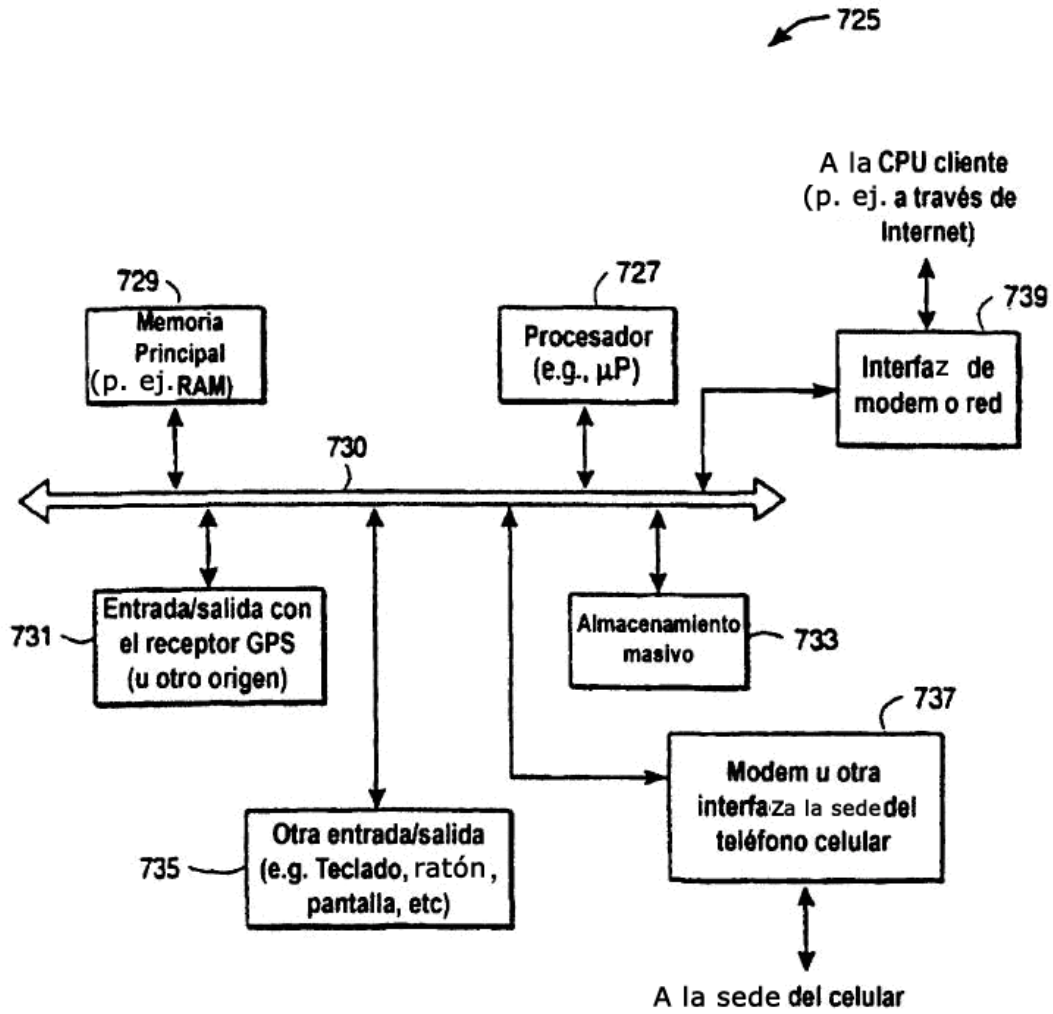 725
A la CPU cliente
(p. ej. a través de
Internet)
729
727
739
Memoria
Principal
(p. ej. RAM)
Procesador
(e.g., µP)
Interfaz de
modem o red
730
731
Entrada/salida con
el receptor GPS
(u otro origen)
Almacenamiento
masivo
733
737
Modem u otra
interfaZa la sede del
teléfono celular
735
Otra entrada/salida
(e.g. Teclado, ratón,
pantalla, etc)
A la sede del celular